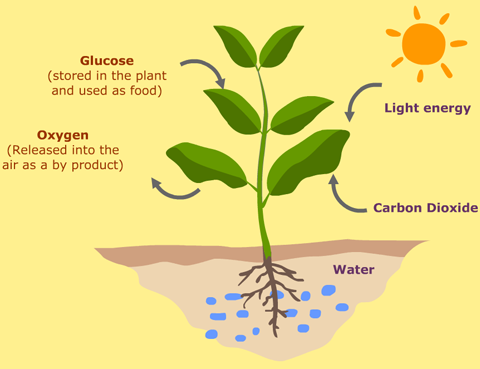 Glucose
(stored in the plant
and used as food)
Light energy
Oxygen
(Released into the
air as a by product)
Carbon Dioxide
Water